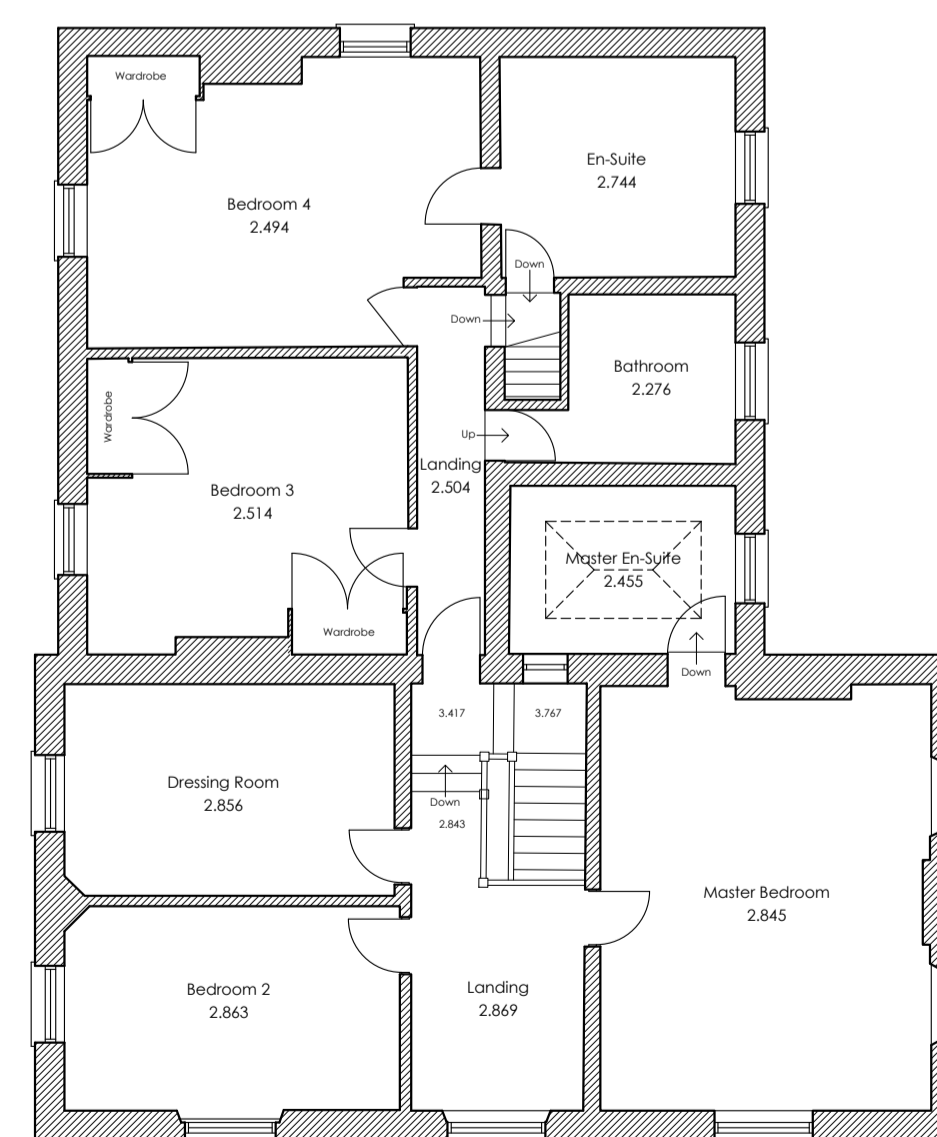 Wardrobe
En-Suite
2.744
Bedroom 4
2.494
Down
Down
Bathroom
2.276
Wardrobe
Up
Landing
2.504
Bedroom 3
2.514
Master En-Suite
2.455
Wardrobe
Down
3.417
3.767
Dressing Room
2.856
Down
2.843
Master Bedroom
2.845
Bedroom 2
2.863
Landing
2.869